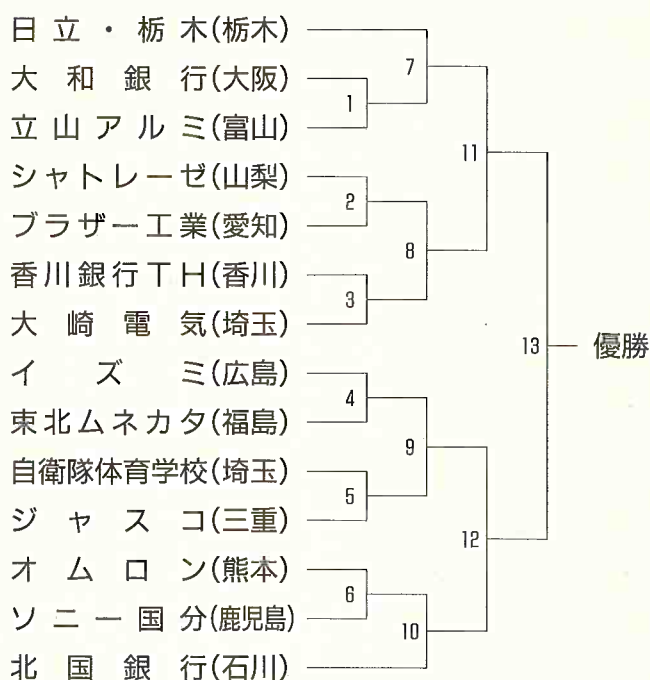 日立・栃木(栃木)
大和銀行(大阪)
立山アルミ(富山)
シャトレーゼ(山梨)
ブラザー工業(愛知)
香川銀行TH(香川)
大崎電気(埼玉)
イズミ(広島)
東北ムネカタ(福島)
自衛隊体育学校(埼玉)
ジャスコ(三重)
オムロン(熊本)
ソニー国分(鹿児島)
北国銀行(石川)
1
2
3
4
5
6
7
8
9
10
11
12
13
優勝